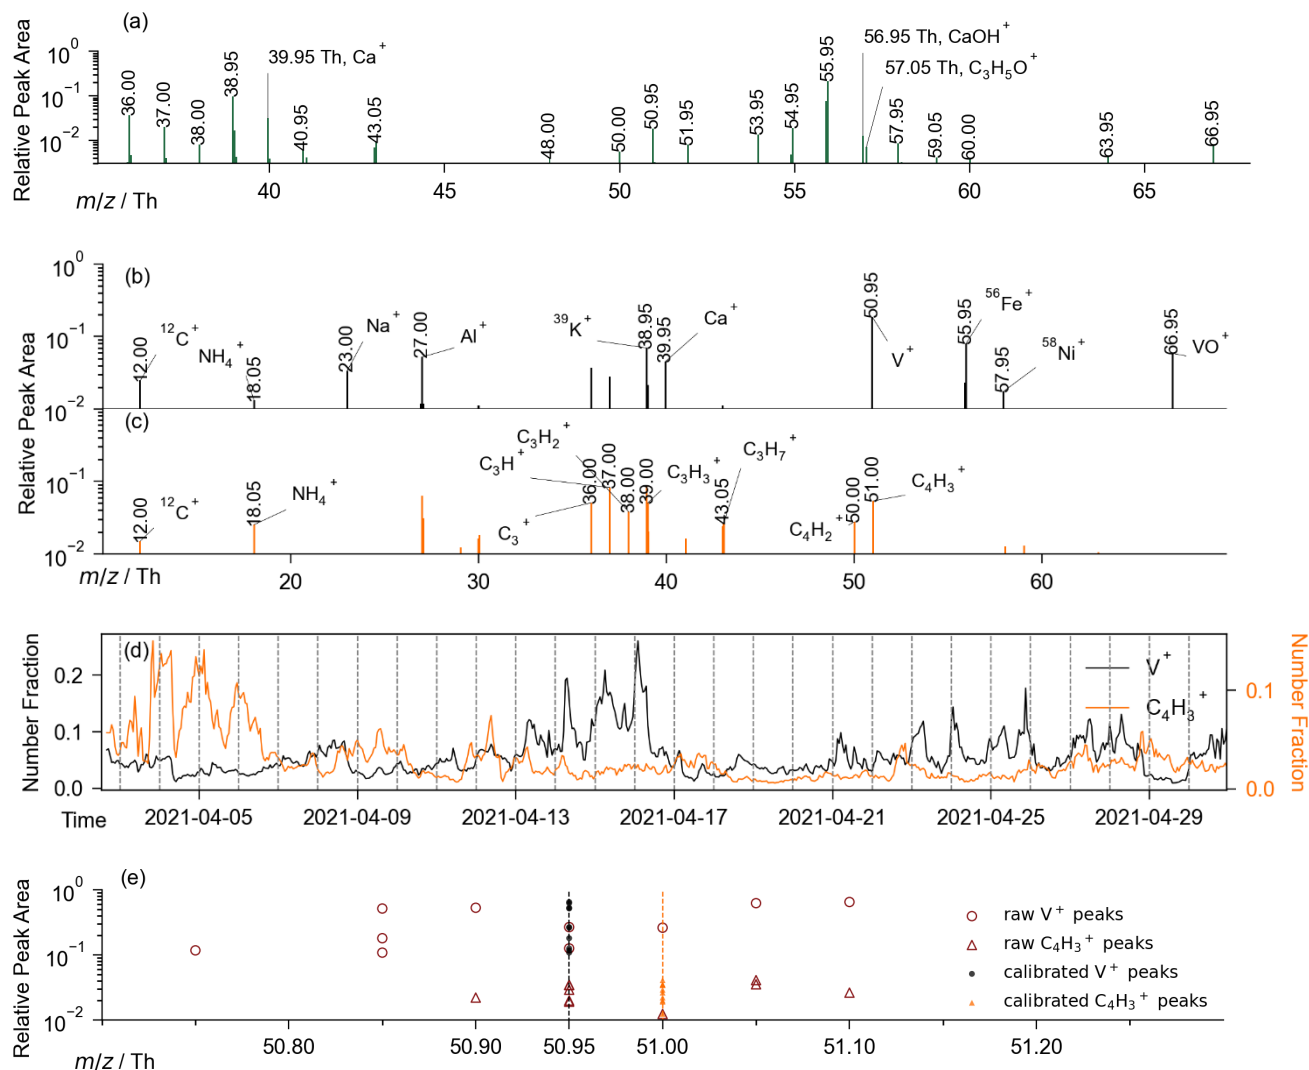 (a)
Relative Peak Area
10⁰
10⁻¹
10⁻²
36.00
37.00
38.00
38.95
39.95 Th, Ca⁺
40.95
43.05
48.00
50.00
50.95
51.95
53.95
54.95
55.95
56.95 Th, CaOH⁺
57.05 Th, C₃H₅O⁺
57.95
59.05
60.00
63.95
66.95
40 45 50 55 60 65
m/z / Th
(b)
Relative Peak Area
10⁰
10⁻¹
10⁻²
12.00
¹²C⁺
NH₄⁺
18.05
23.00
Na⁺
27.00
Al⁺
³⁹K⁺
38.95
39.95
Ca⁺
50.95
V⁺
55.95
⁵⁶Fe⁺
57.95
⁵⁸Ni⁺
66.95
VO⁺
(c)
Relative Peak Area
10⁻¹
10⁻²
12.00
¹²C⁺
18.05
NH₄⁺
C₃H₂⁺
C₃H⁺
C₃⁺
36.00
37.00
38.00
39.00
C₃H₃⁺
43.05
C₃H₇⁺
C₄H₂⁺
50.00
51.00
C₄H₃⁺
20 30 40 50 60
m/z / Th
(d)
Number Fraction
0.2
0.1
0.0
V⁺
C₄H₃⁺
0.1
0.0
Number Fraction
Time
2021-04-05 2021-04-09 2021-04-13 2021-04-17 2021-04-21 2021-04-25 2021-04-29
(e)
Relative Peak Area
10⁰
10⁻¹
10⁻²
raw V⁺ peaks
raw C₄H₃⁺ peaks
calibrated V⁺ peaks
calibrated C₄H₃⁺ peaks
50.80 50.90 50.95 51.00 51.10 51.20
m/z / Th